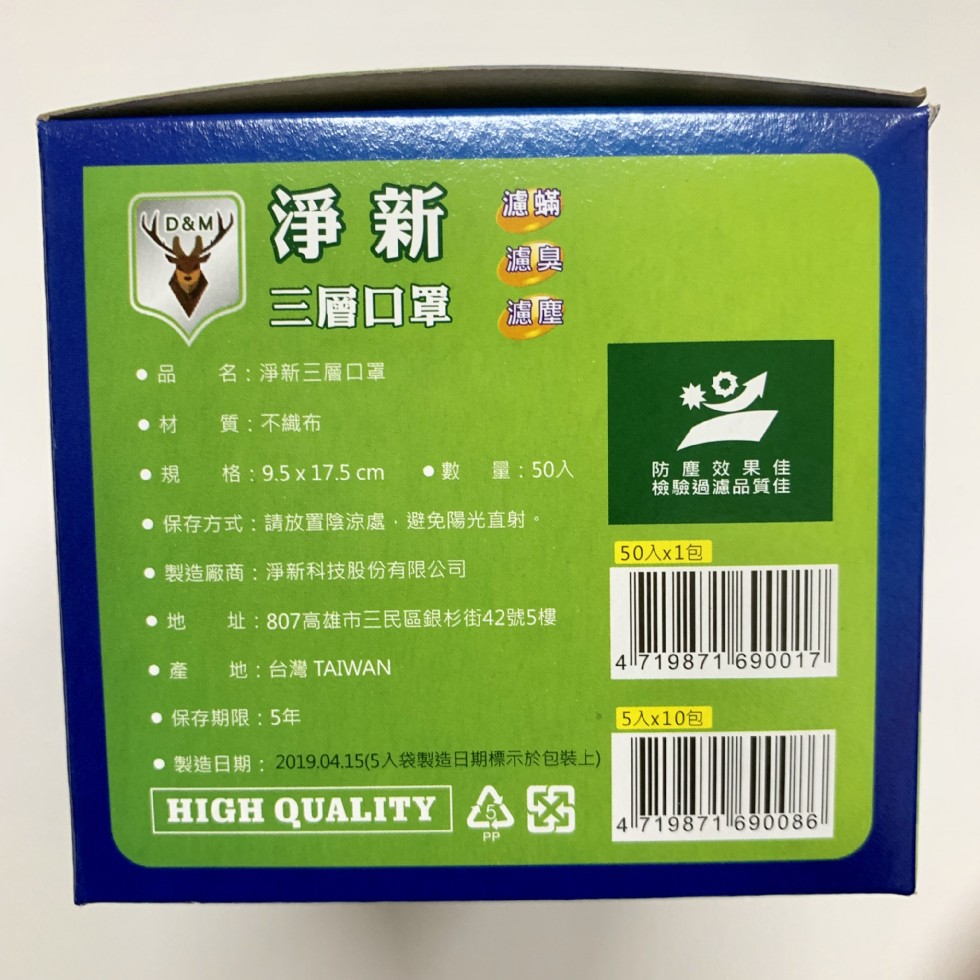 D&M
淨新
三層口罩
濾蟎
濾臭
濾塵
品 名：淨新三層口罩
材 質：不織布
規 格：9.5 x 17.5 cm
數 量：50入
保存方式：請放置陰涼處，避免陽光直射。
製造廠商：淨新科技股份有限公司
地 址：807高雄市三民區銀杉街42號5樓
產 地：台灣 TAIWAN
保存期限：5年
製造日期：2019.04.15(5入袋製造日期標示於包裝上)
HIGH QUALITY
5
PP
防塵效果佳
檢驗過濾品質佳
50入x1包
4 719871 690017
5入x10包
4 719871 690086